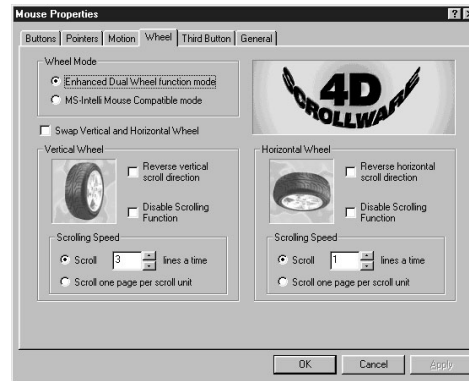 Mouse Properties
Buttons Pointers Motion Wheel Third Button General
Wheel Mode
Enhanced Dual Wheel function mode
MS-Intelli Mouse Compatible mode
4D
SCROLLWARE
Swap Vertical and Horizontal Wheel
Vertical Wheel
Reverse vertical
scroll direction
Disable Scrolling
Function
Scrolling Speed
Scroll 3 lines a time
Scroll one page per scroll unit
Horizontal Wheel
Reverse horizontal
scroll direction
Disable Scrolling
Function
Scrolling Speed
Scroll 1 lines a time
Scroll one page per scroll unit
OK Cancel Apply